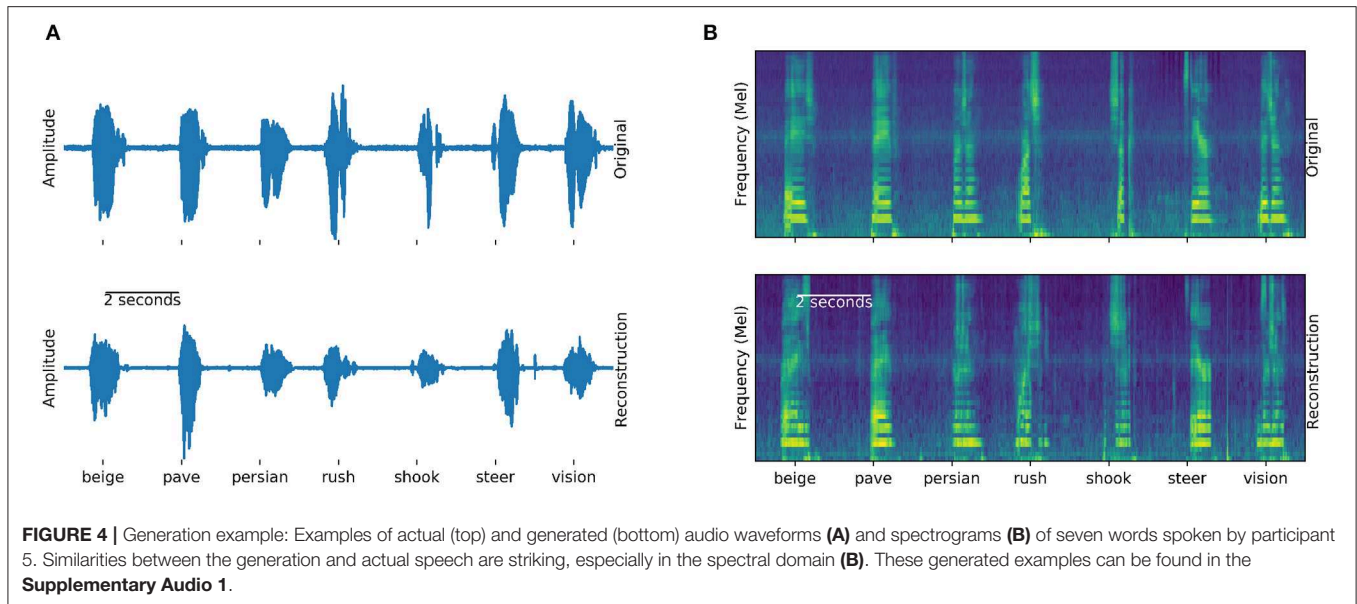 A
B
Amplitude
Original
Frequency (Mel)
Original
2 seconds
Amplitude
Reconstruction
2 seconds
Frequency (Mel)
Reconstruction
beige pave persian rush shook steer vision
beige pave persian rush shook steer vision
FIGURE 4 | Generation example: Examples of actual (top) and generated (bottom) audio waveforms (A) and spectrograms (B) of seven words spoken by participant
5. Similarities between the generation and actual speech are striking, especially in the spectral domain (B). These generated examples can be found in the
Supplementary Audio 1.